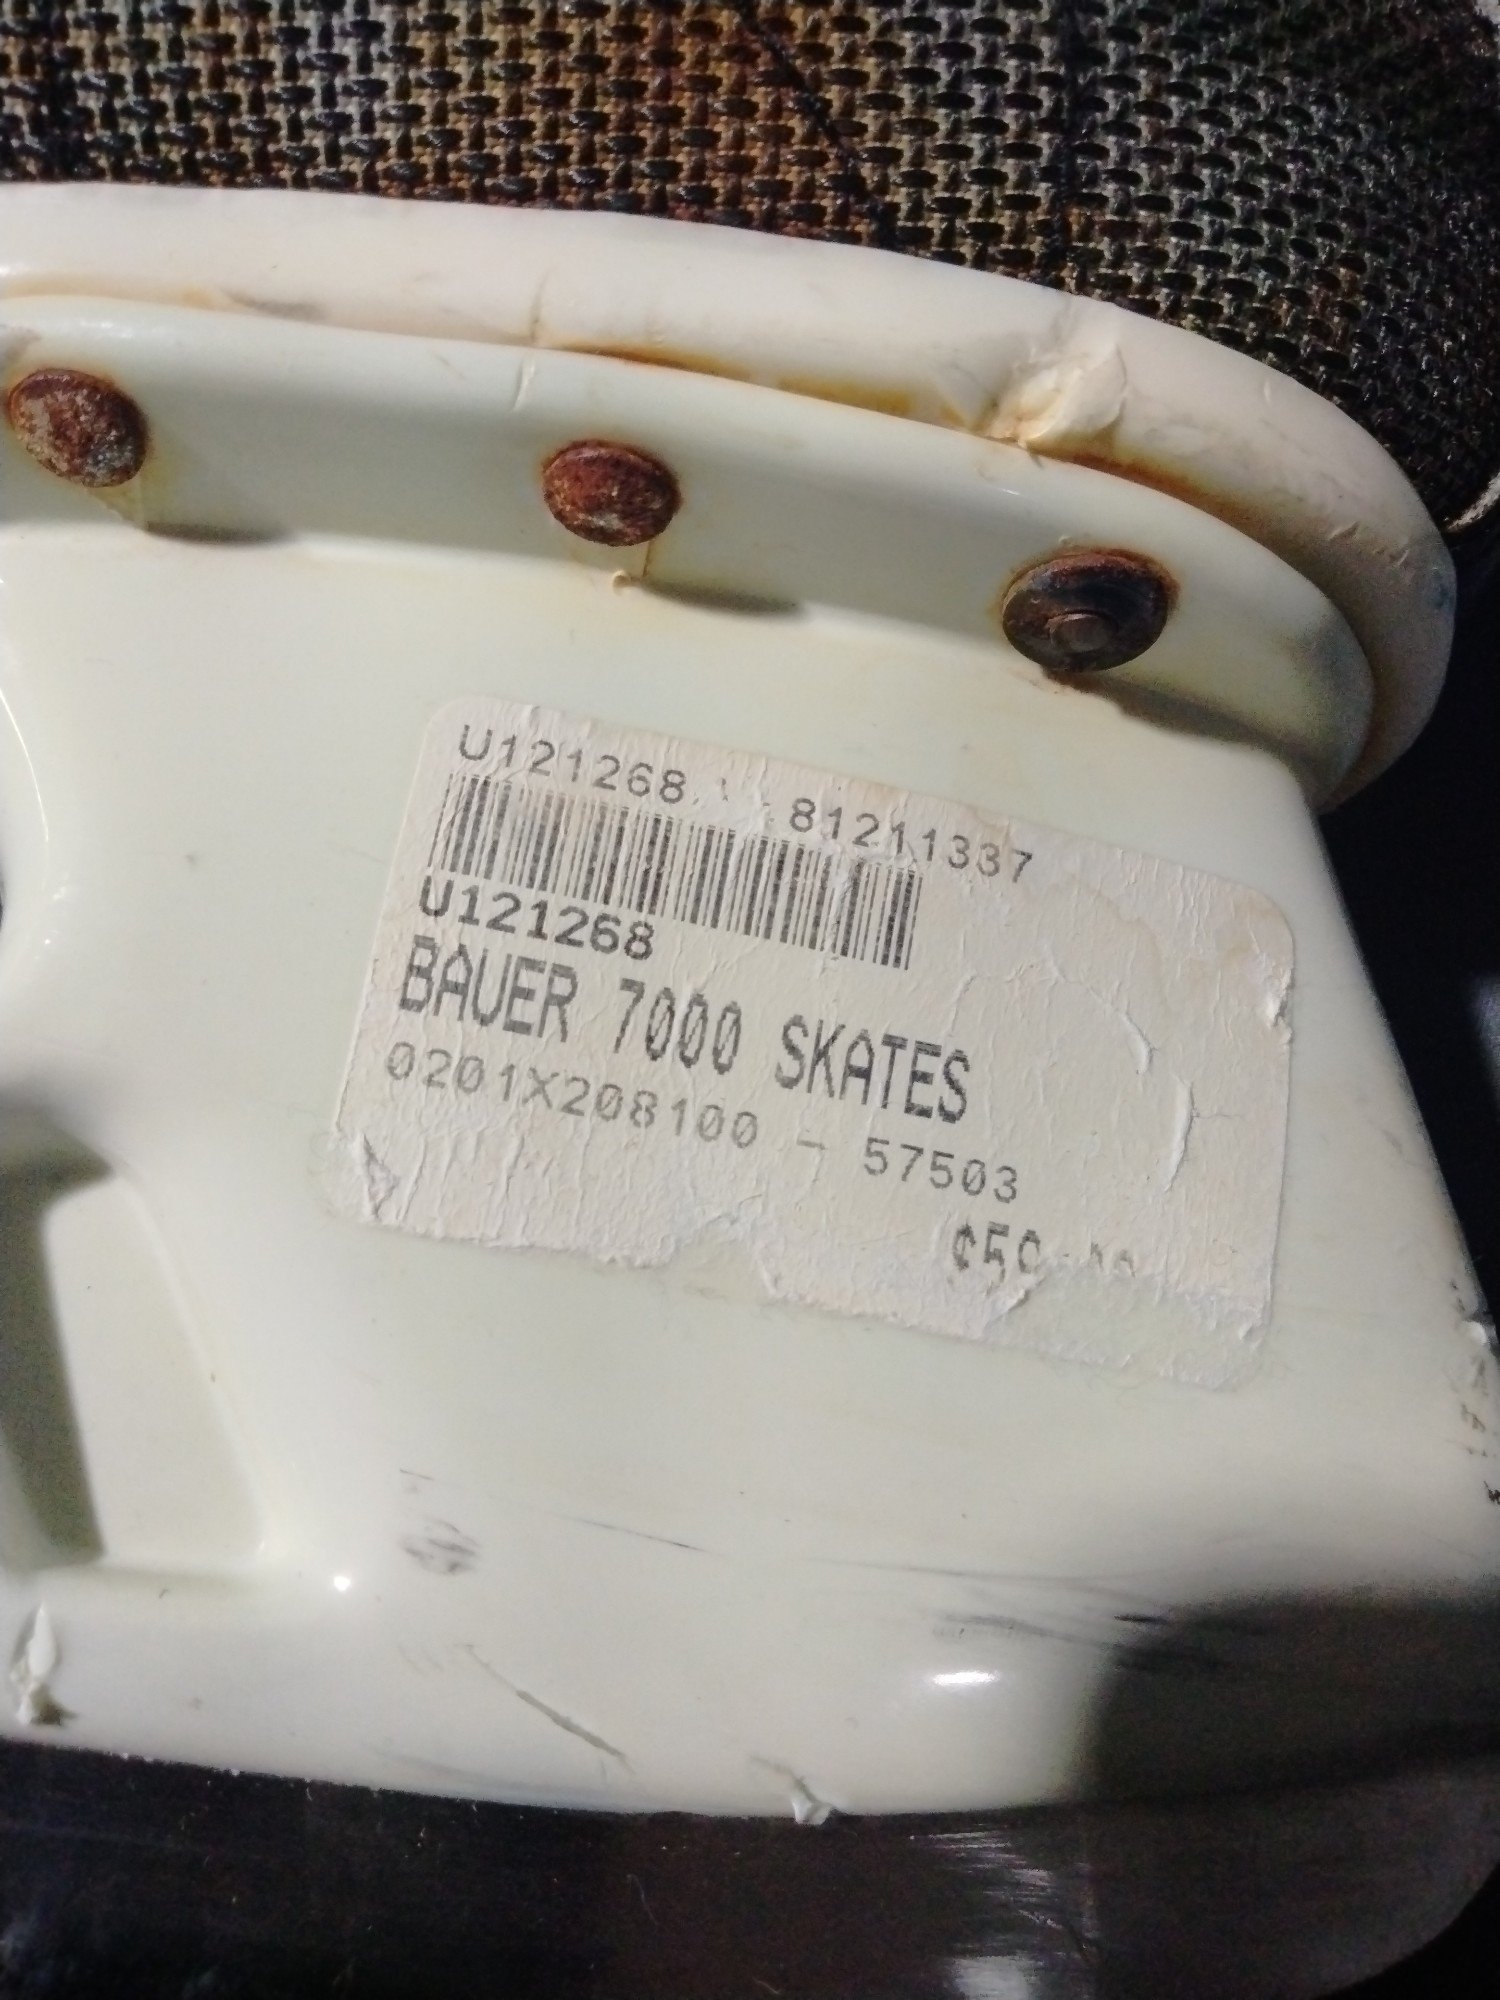 U121268 81211337
U121268
BAUER 7000 SKATES
0201X208100 - 57503